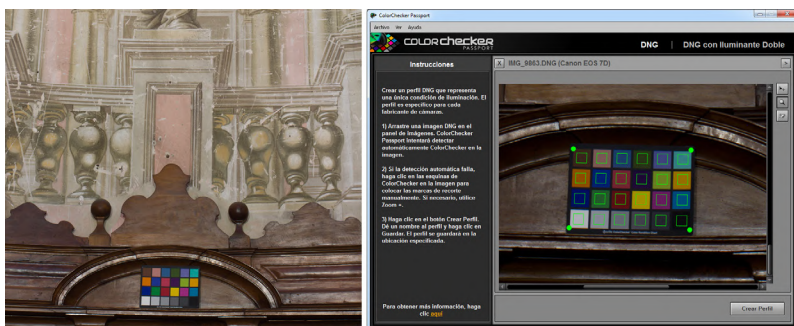 ColorChecker Passport
Archivo Ver Ayuda
COLOR checker
PASSPORT
DNG | DNG con Iluminante Doble
Instrucciones
X IMG_9863.DNG (Canon EOS 7D) >
Crear un perfil DNG que representa
una única condición de iluminación. El
perfil es específico para cada
fabricante de cámaras.
1) Arrastre una imagen DNG en el
panel de imágenes. ColorChecker
Passport intentará detectar
automáticamente ColorChecker en la
imagen.
2) Si la detección automática falla,
haga clic en las esquinas de
ColorChecker en la imagen para
colocar las marcas de recorte
manualmente. Si necesario, utilice
Zoom +.
3) Haga clic en el botón Crear Perfil.
Dé un nombre al perfil y haga clic en
Guardar. El perfil se guardará en la
ubicación especificada.
Para obtener más información, haga
clic aquí
Crear Perfil